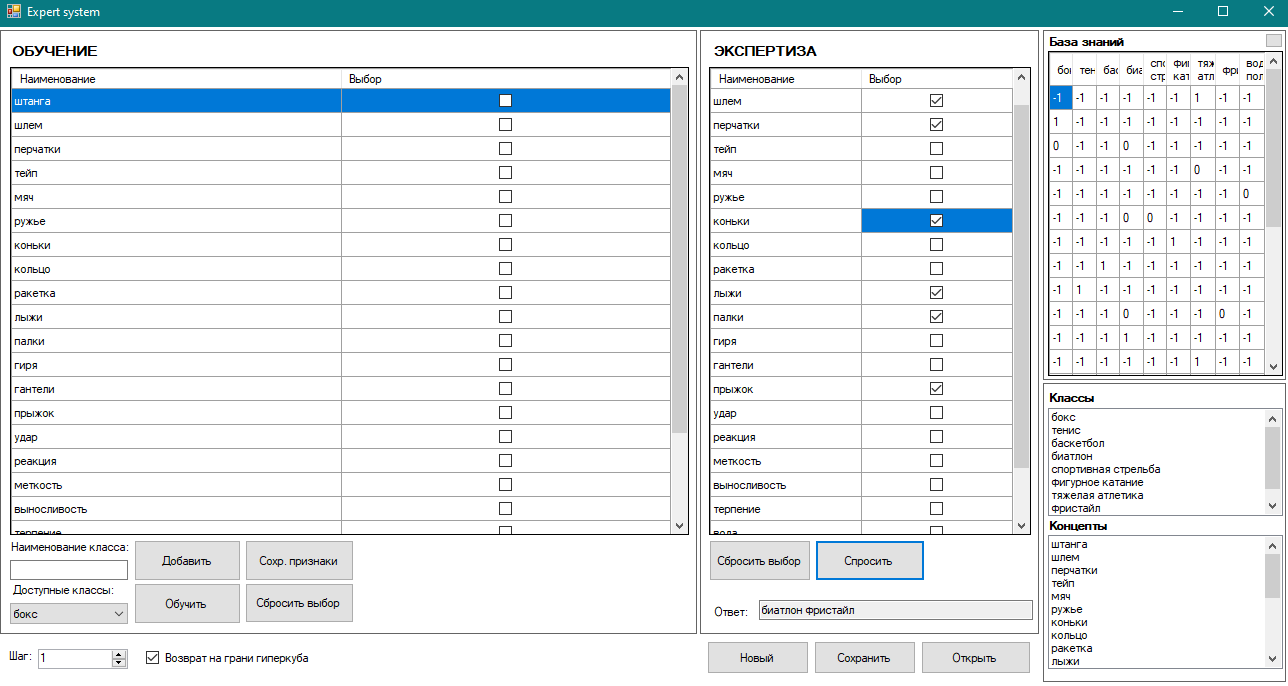 Expert system
ОБУЧЕНИЕ
Наименование Выбор
штанга
шлем
перчатки
тейп
мяч
ружье
коньки
кольцо
ракетка
лыжи
палки
гиря
гантели
прыжок
удар
реакция
меткость
выносливость
терпение
Наименование класса:
Добавить
Сохр. признаки
Доступные классы:
бокс
Обучить
Сбросить выбор
Шаг: 1
Возврат на грани гиперкуба
ЭКСПЕРТИЗА
Наименование Выбор
шлем
перчатки
тейп
мяч
ружье
коньки
кольцо
ракетка
лыжи
палки
гиря
гантели
прыжок
удар
реакция
меткость
выносливость
терпение
вода
Сбросить выбор
Спросить
Ответ: биатлон фристайл
Новый
Сохранить
Открыть
База знаний
бок тен бас биа спо стр фиг кат тяж атл фри вод пол
-1 -1 -1 -1 -1 -1 1 -1 -1
1 -1 -1 -1 -1 -1 -1 -1 -1
0 -1 -1 0 -1 -1 -1 -1 -1
-1 -1 -1 -1 -1 -1 0 -1 -1
-1 -1 -1 -1 -1 -1 -1 -1 0
-1 -1 -1 0 0 -1 -1 -1 -1
-1 -1 -1 -1 -1 1 -1 -1 -1
-1 -1 1 -1 -1 -1 -1 -1 -1
-1 1 -1 -1 -1 -1 -1 -1 -1
-1 -1 -1 0 -1 -1 -1 0 -1
-1 -1 -1 1 -1 -1 -1 -1 -1
-1 -1 -1 -1 -1 -1 1 -1 -1
Классы
бокс
тенис
баскетбол
биатлон
спортивная стрельба
фигурное катание
тяжелая атлетика
фристайл
Концепты
штанга
шлем
перчатки
тейп
мяч
ружье
коньки
кольцо
ракетка
лыжи